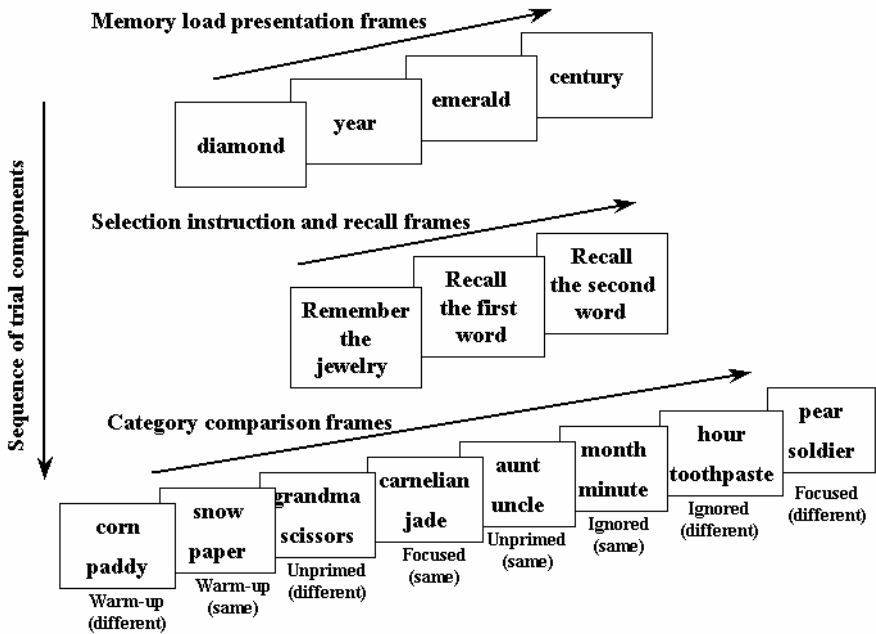 Memory load presentation frames
diamond
year
emerald
century
Sequence of trial components
Selection instruction and recall frames
Remember
the
jewelry
Recall
the first
word
Recall
the second
word
Category comparison frames
corn
paddy
Warm-up
(different)
snow
paper
Warm-up
(same)
grandma
scissors
Unprimed
(different)
carnelian
jade
Focused
(same)
aunt
uncle
Unprimed
(same)
month
minute
Ignored
(same)
hour
toothpaste
Ignored
(different)
pear
soldier
Focused
(different)